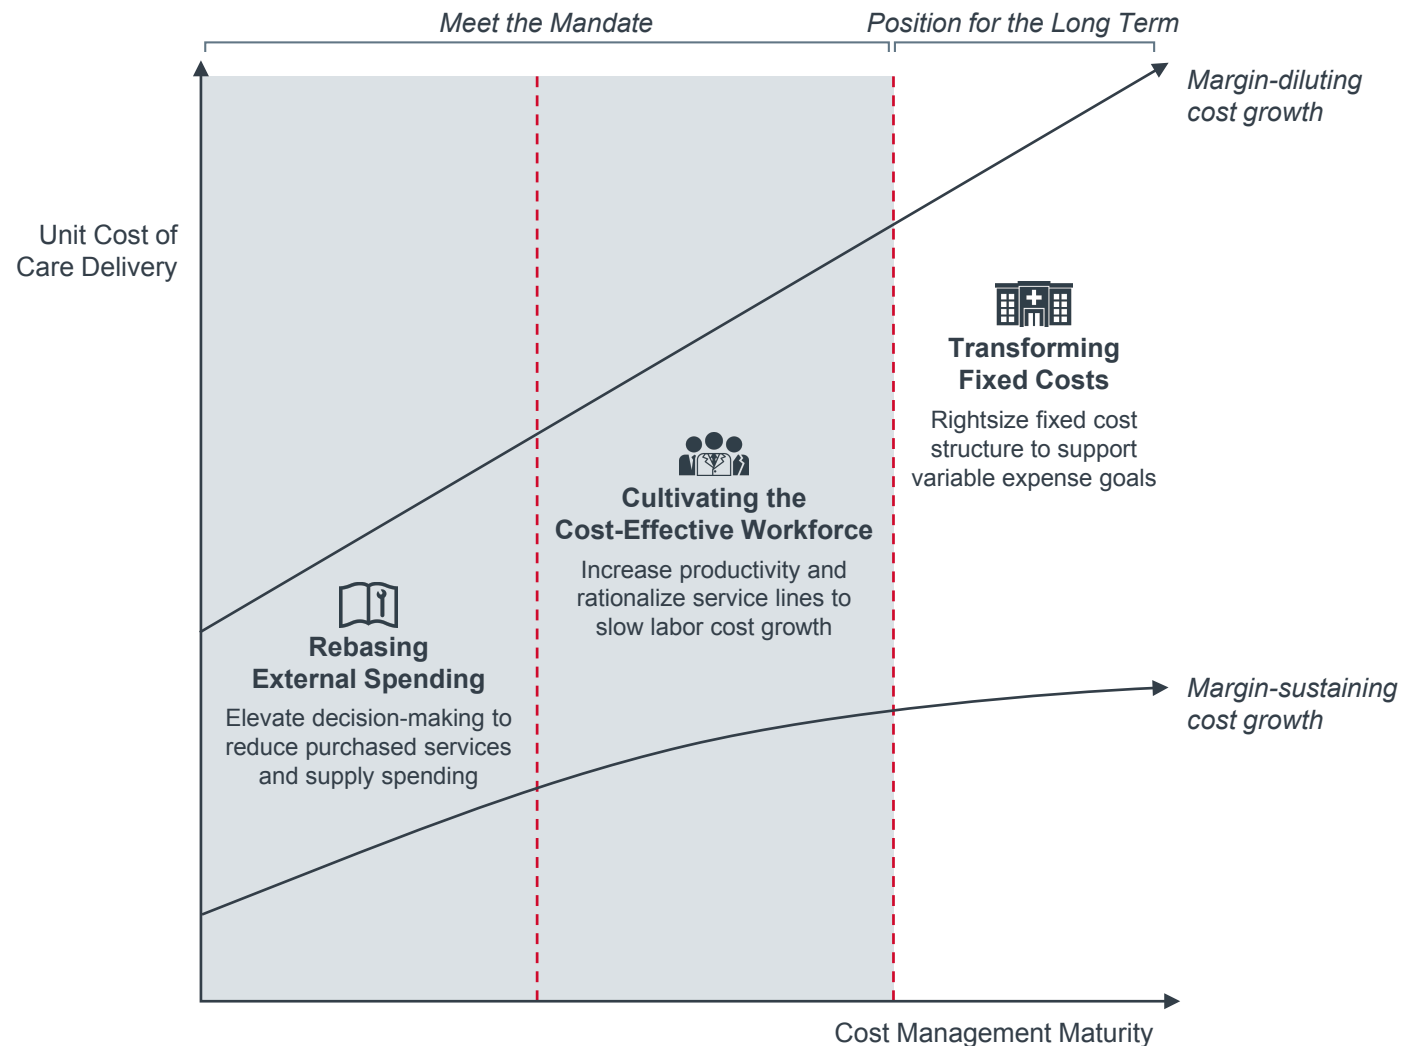 Meet the Mandate
Position for the Long Term
Margin-diluting
cost growth
Unit Cost of
Care Delivery
Transforming
Fixed Costs
Rightsize fixed cost
structure to support
variable expense goals
Cultivating the
Cost-Effective Workforce
Increase productivity and
rationalize service lines to
slow labor cost growth
Rebasing
External Spending
Elevate decision-making to
reduce purchased services
and supply spending
Margin-sustaining
cost growth
Cost Management Maturity